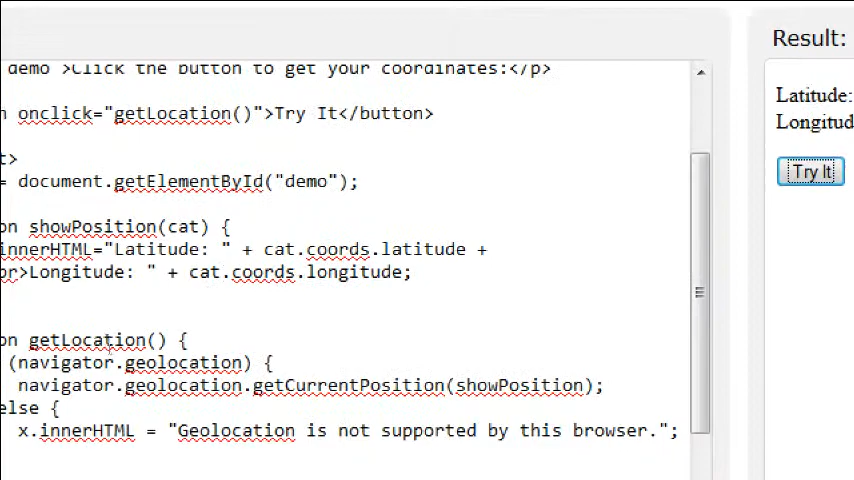 demo >Click the button to get your coordinates:</p>
n onclick="getLocation()">Try It</button>
t>
= document.getElementById("demo");
on showPosition(cat) {
innerHTML="Latitude: " + cat.coords.latitude +
or>Longitude: " + cat.coords.longitude;
on getLocation() {
(navigator.geolocation) {
navigator.geolocation.getCurrentPosition(showPosition);
else {
x.innerHTML = "Geolocation is not supported by this browser.";
Result:
Latitude:
Longitud
Try It